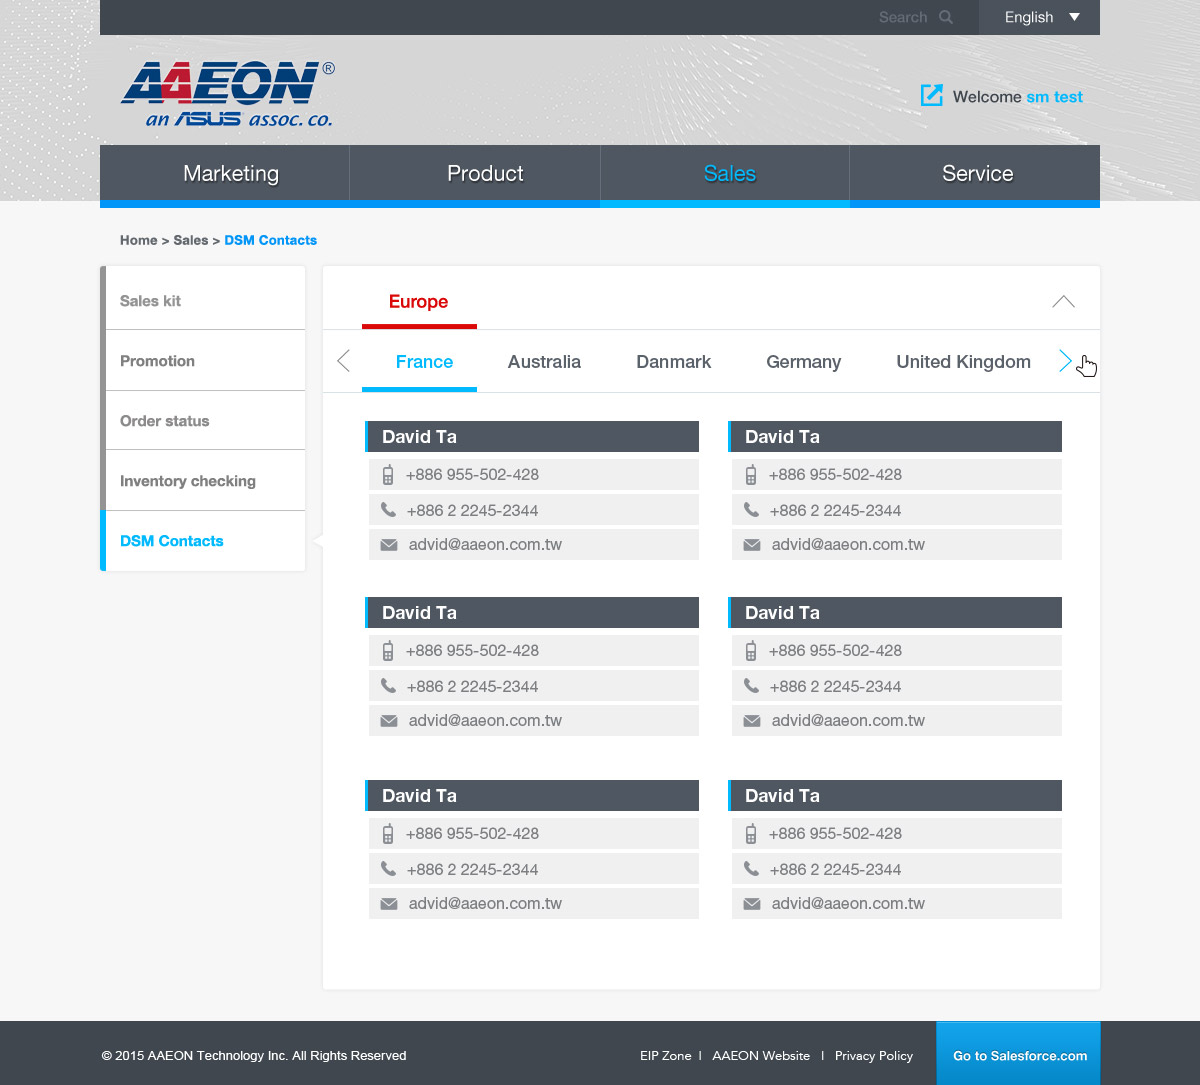 Search
English
AAEON®
an ASUS assoc. co.
Welcome sm test
Marketing Product Sales Service
Home > Sales > DSM Contacts
Sales kit
Promotion
Order status
Inventory checking
DSM Contacts
Europe
France Australia Danmark Germany United Kingdom
David Ta
+886 955-502-428
+886 2 2245-2344
advid@aaeon.com.tw
David Ta
+886 955-502-428
+886 2 2245-2344
advid@aaeon.com.tw
David Ta
+886 955-502-428
+886 2 2245-2344
advid@aaeon.com.tw
David Ta
+886 955-502-428
+886 2 2245-2344
advid@aaeon.com.tw
David Ta
+886 955-502-428
+886 2 2245-2344
advid@aaeon.com.tw
David Ta
+886 955-502-428
+886 2 2245-2344
advid@aaeon.com.tw
© 2015 AAEON Technology Inc. All Rights Reserved
EIP Zone | AAEON Website | Privacy Policy
Go to Salesforce.com